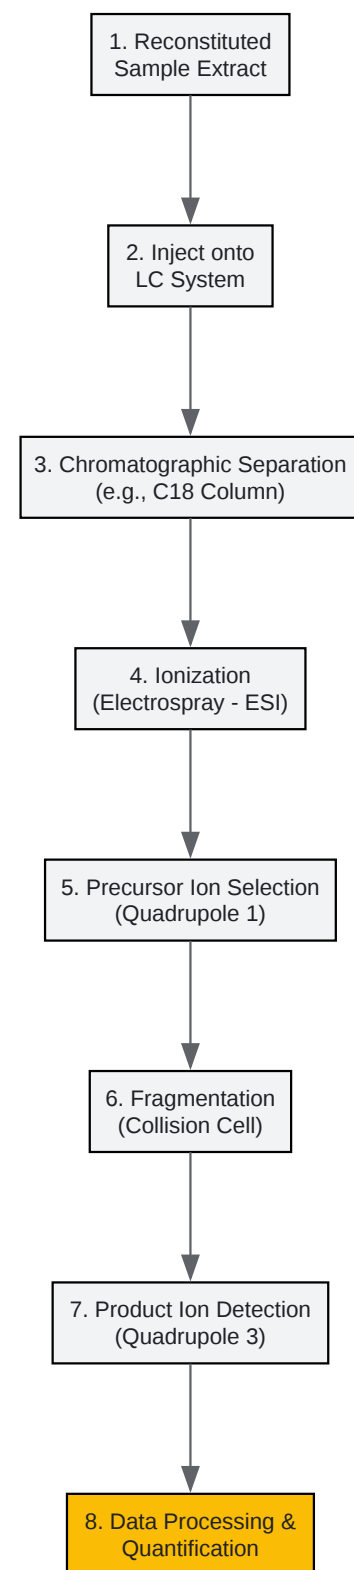 1. Reconstituted
Sample Extract
2. Inject onto
LC System
3. Chromatographic Separation
(e.g., C18 Column)
4. Ionization
(Electrospray - ESI)
5. Precursor Ion Selection
(Quadrupole 1)
6. Fragmentation
(Collision Cell)
7. Product Ion Detection
(Quadrupole 3)
8. Data Processing &
Quantification